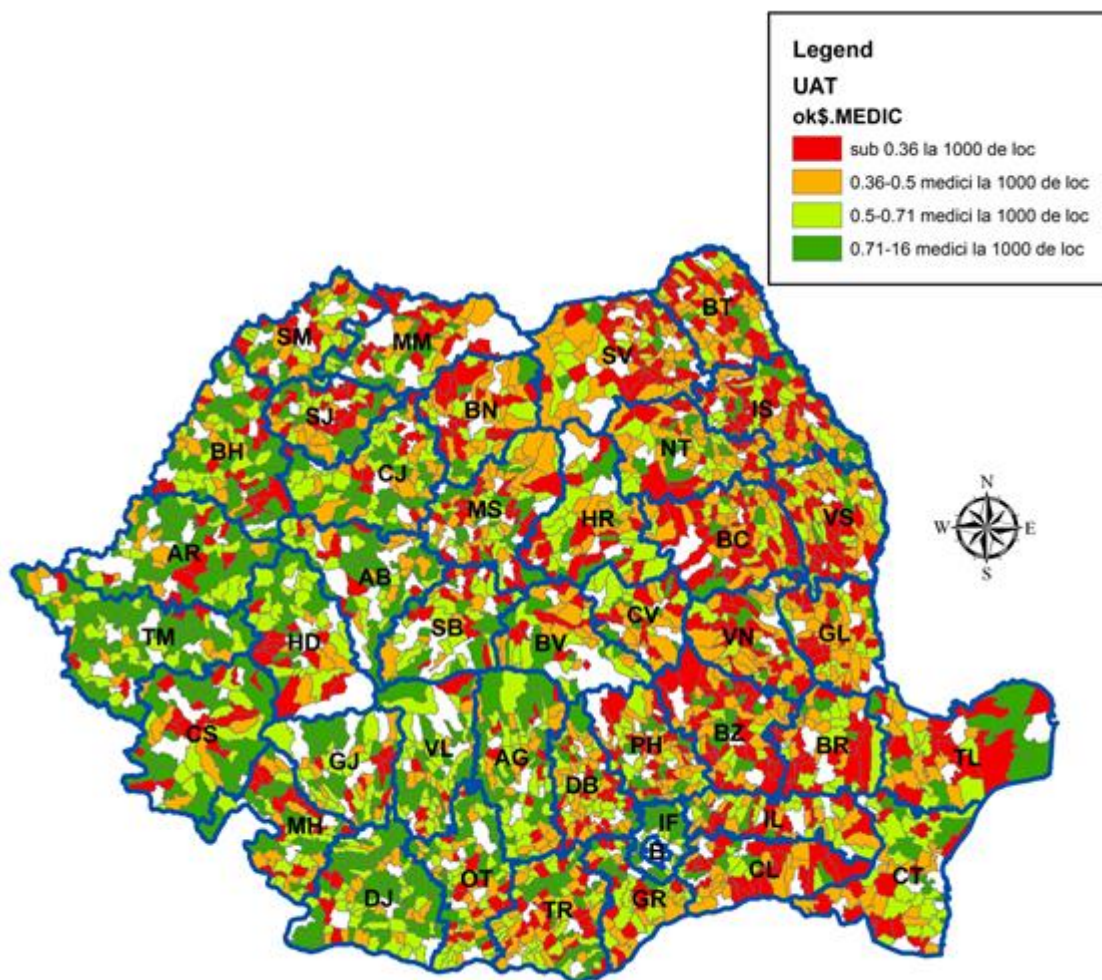 Legend
UAT
ok$.MEDIC
sub 0.36 la 1000 de loc
0.36-0.5 medici la 1000 de loc
0.5-0.71 medici la 1000 de loc
0.71-16 medici la 1000 de loc
BT
SM
MM
SV
SJ
BN
IS
BH
CJ
NT
MS
HR
BC
VS
AR
AB
TM
HD
SB
BV
CV
VN
GL
CS
GJ
VL
AG
PH
BZ
BR
TL
DB
MH
IF
IL
B
CL
CT
DJ
OT
TR
GR
N
W
E
S